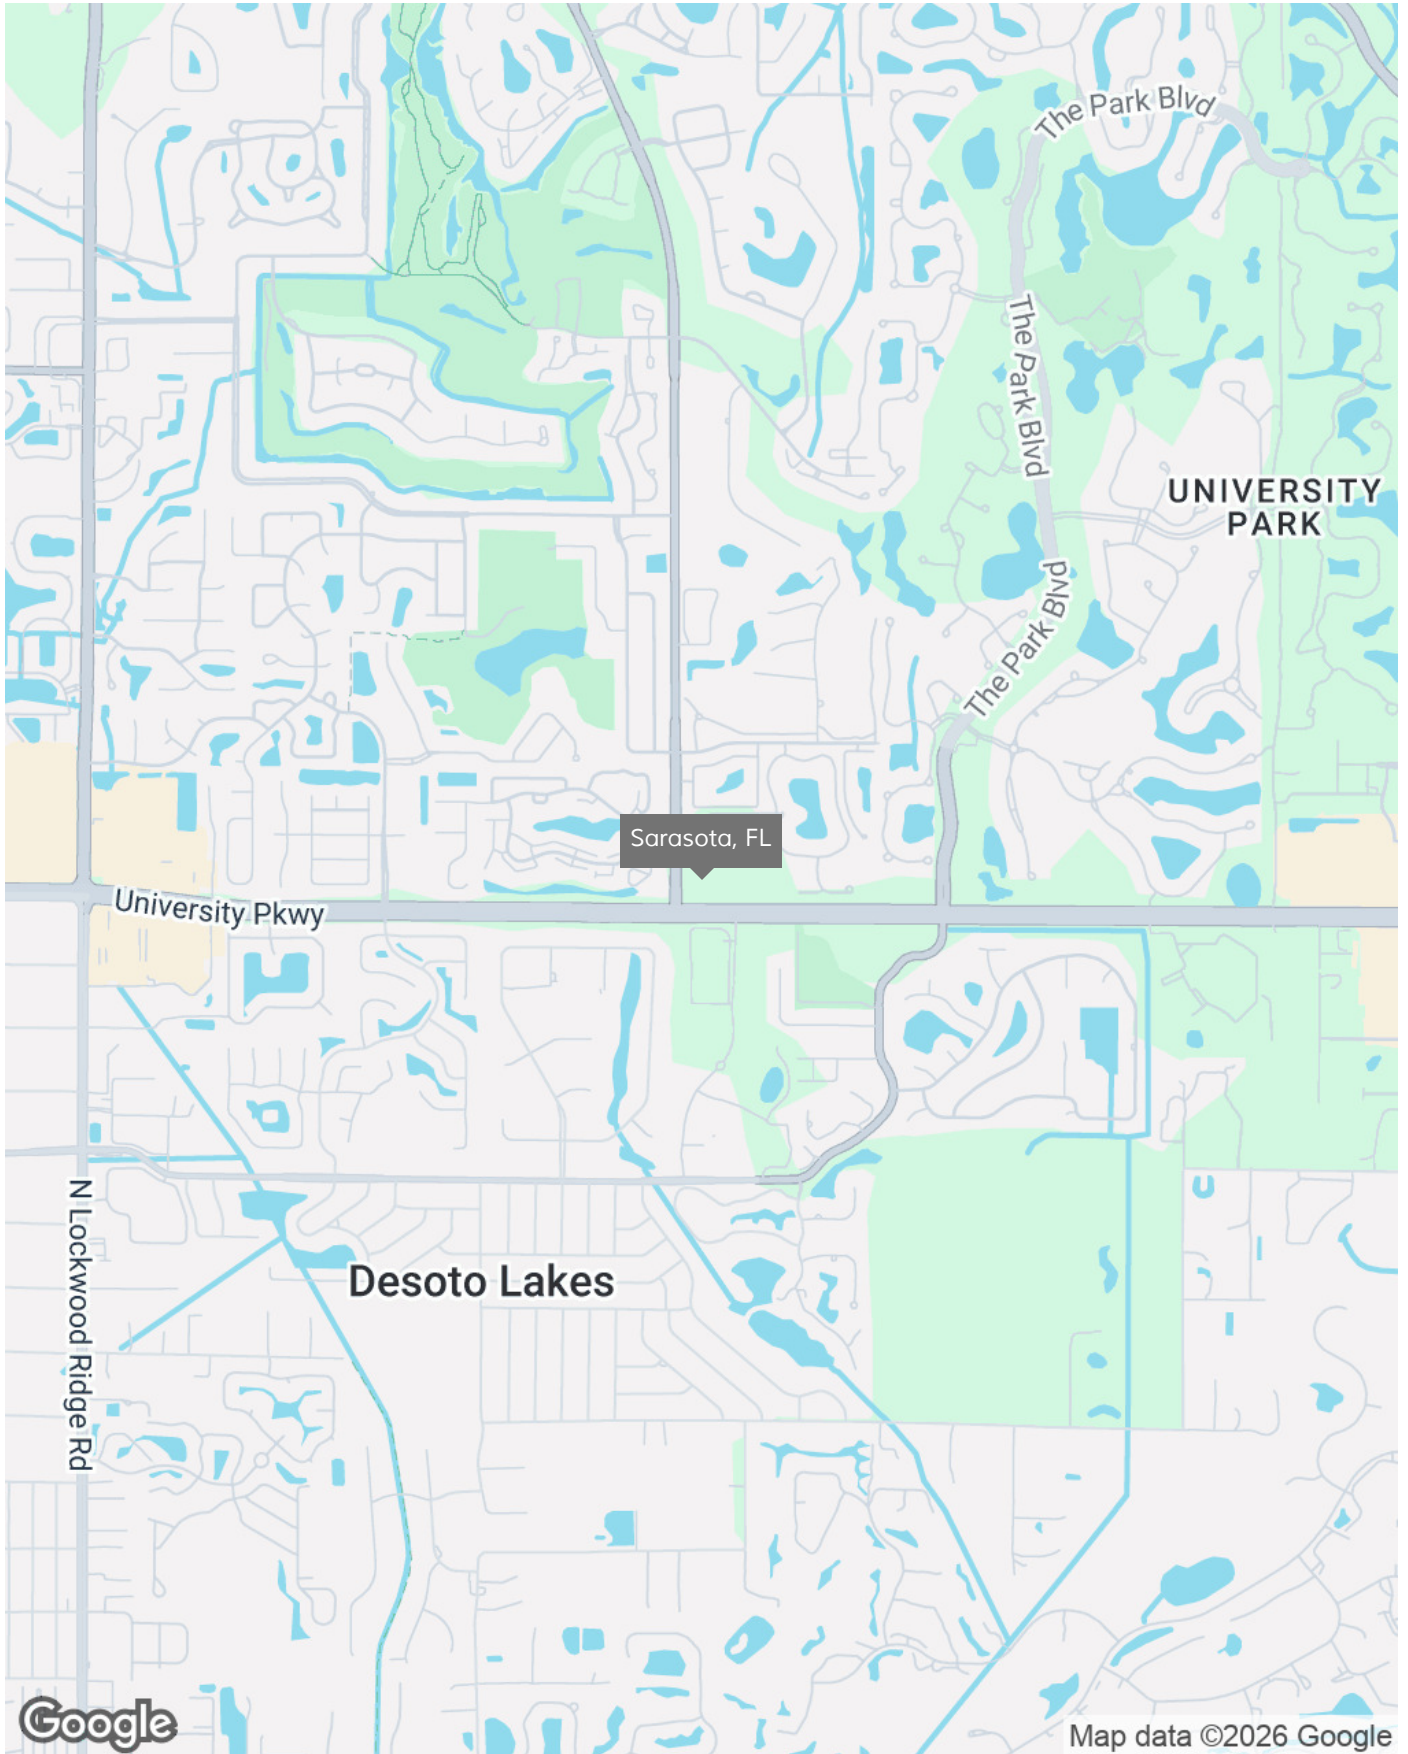 The Park Blvd
The Park Blvd
UNIVERSITY
PARK
The Park Blvd
Sarasota, FL
University Pkwy
N Lockwood Ridge Rd
Desoto Lakes
Google
Map data ©2026 Google